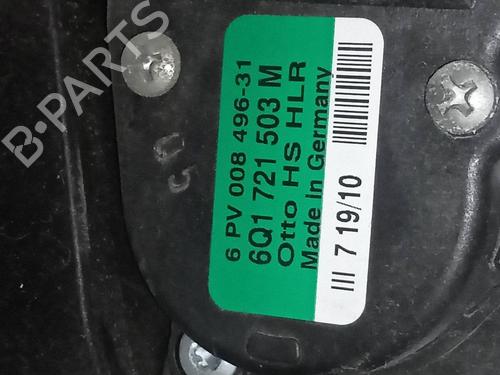 6 PV 008 496-31
6Q1 721 503 M
Otto HS HLR
Made In Germany
III 7 19/10
B-PARTS